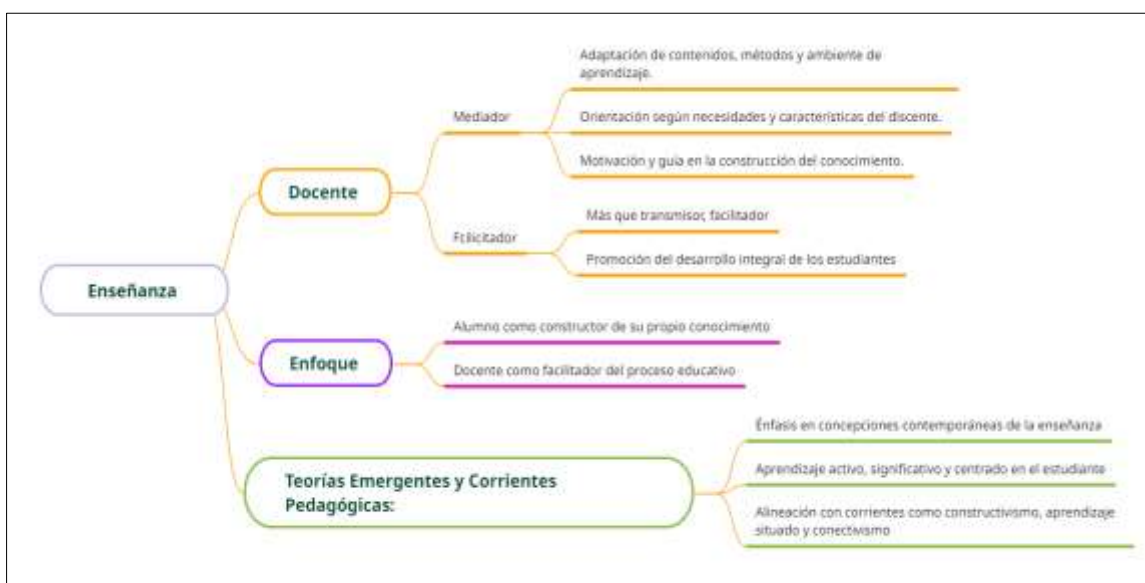 Enseñanza
Docente
Mediador
Adaptación de contenidos, métodos y ambiente de
aprendizaje.
Orientación según necesidades y características del discente.
Motivación y guía en la construcción del conocimiento.
Fcilicitador
Más que transmisor, facilitador
Promoción del desarrollo integral de los estudiantes
Enfoque
Alumno como constructor de su propio conocimiento
Docente como facilitador del proceso educativo
Teorías Emergentes y Corrientes
Pedagógicas:
Énfasis en concepciones contemporáneas de la enseñanza
Aprendizaje activo, significativo y centrado en el estudiante
Alineación con corrientes como constructivismo, aprendizaje
situado y conectivismo